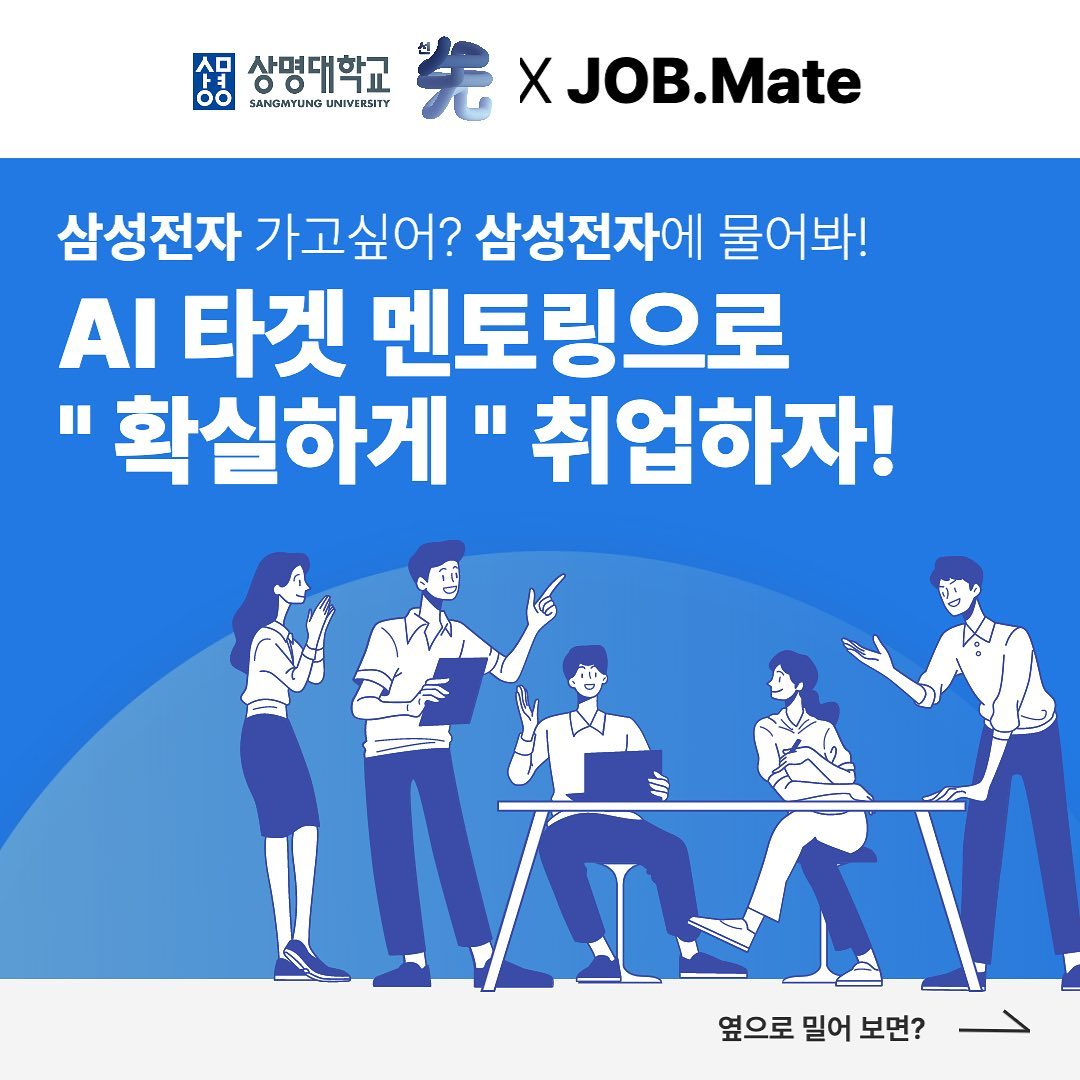 상명 상명대학교 선 先 X JOB.Mate
SANGMYUNG UNIVERSITY
삼성전자 가고싶어? 삼성전자에 물어봐!
AI 타겟 멘토링으로
" 확실하게 " 취업하자!
옆으로 밀어 보면?